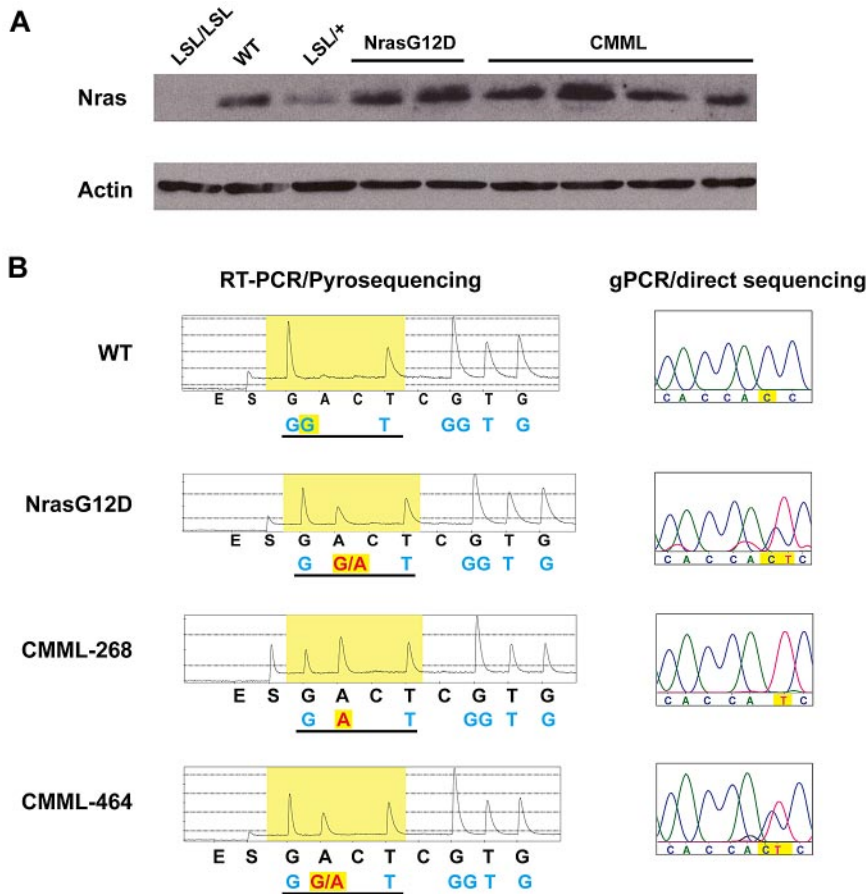 A
LSL/LSL WT LSL/+ NrasG12D CMML
Nras
Actin
B
RT-PCR/Pyrosequencing gPCR/direct sequencing
WT
E S G A C T C G T G
GG T GG T G
C A C C A C C
NrasG12D
E S G A C T C G T G
G G/A T GG T G
C A C C A C T C
CMML-268
E S G A C T C G T G
G A T GG T G
C A C C A T C
CMML-464
E S G A C T C G T G
G G/A T GG T G
C A C C A C T C